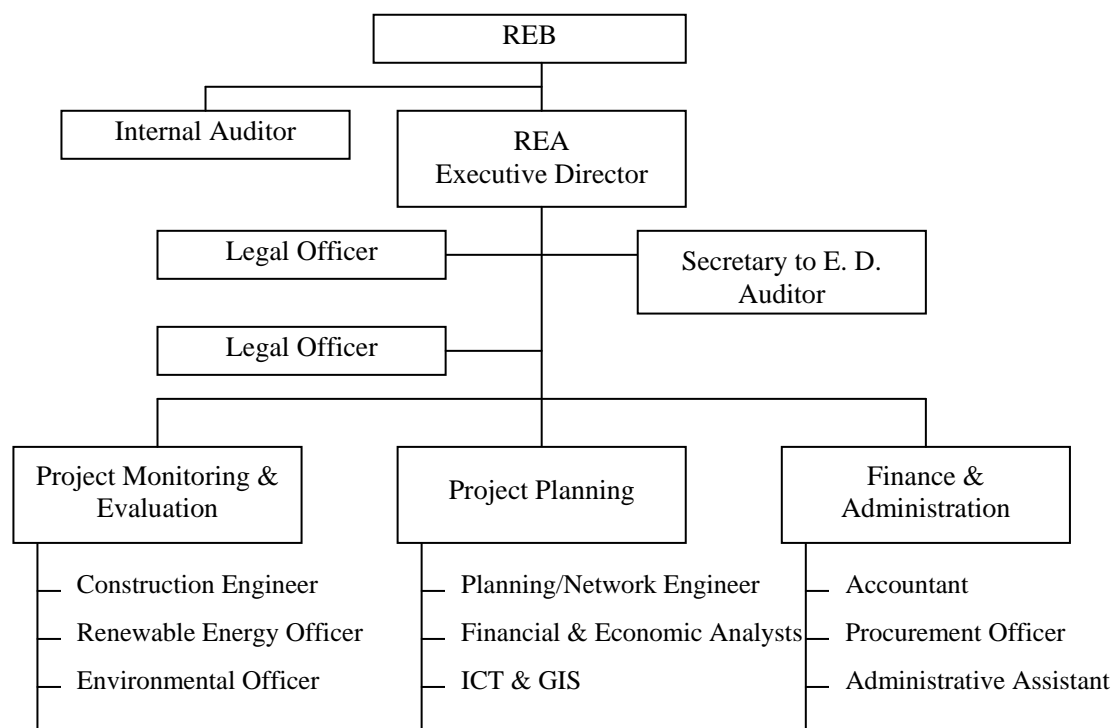 REB
Internal Auditor
REA
Executive Director
Legal Officer
Secretary to E. D.
Auditor
Legal Officer
Project Monitoring &
Evaluation
Project Planning
Finance &
Administration
Construction Engineer
Renewable Energy Officer
Environmental Officer
Planning/Network Engineer
Financial & Economic Analysts
ICT & GIS
Accountant
Procurement Officer
Administrative Assistant